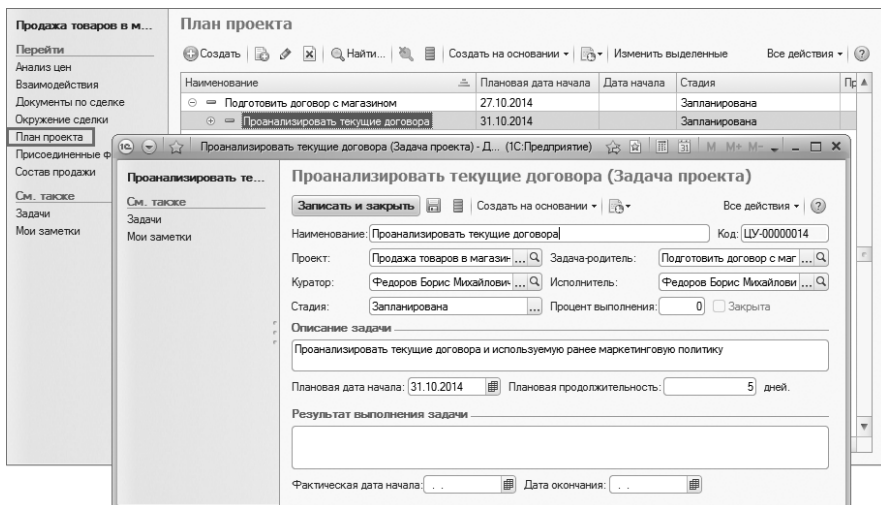 Продажа товаров в м...
Перейти
Анализ цен
Взаимодействия
Документы по сделке
Окружение сделки
План проекта
Присоединенные ф
Состав продажи
См. также
Задачи
Мои заметки
План проекта
Создать Найти... Создать на основании Изменить выделенные Все действия
Наименование Плановая дата начала Дата начала Стадия Пр
Подготовить договор с магазином 27.10.2014 Запланирована
Проанализировать текущие договора 31.10.2014 Запланирована
Проанализировать текущие договора (Задача проекта) - Д... (1С:Предприятие) M M+ M-
Проанализировать те...
См. также
Задачи
Мои заметки
Проанализировать текущие договора (Задача проекта)
Записать и закрыть Создать на основании Все действия
Наименование: Проанализировать текущие договора Код: ЦУ-00000014
Проект: Продажа товаров в магазин ... Задача-родитель: Подготовить договор с маг ...
Куратор: Федоров Борис Михайлович ... Исполнитель: Федоров Борис Михайлови ...
Стадия: Запланирована ... Процент выполнения: 0 Закрыта
Описание задачи
Проанализировать текущие договора и используемую ранее маркетинговую политику
Плановая дата начала: 31.10.2014 Плановая продолжительность: 5 дней.
Результат выполнения задачи
Фактическая дата начала: . . Дата окончания: . .